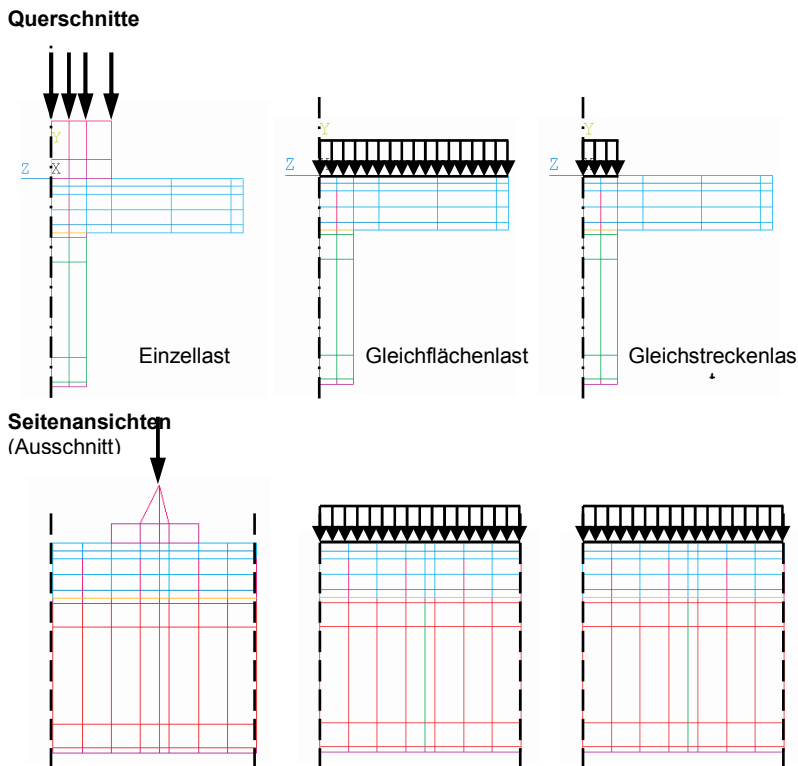 Querschnitte
Y
Z X
Y
Z
Y
Z
Einzellast
Gleichflächenlast
Gleichstreckenlas
Seitenansichten
(Ausschnitt)